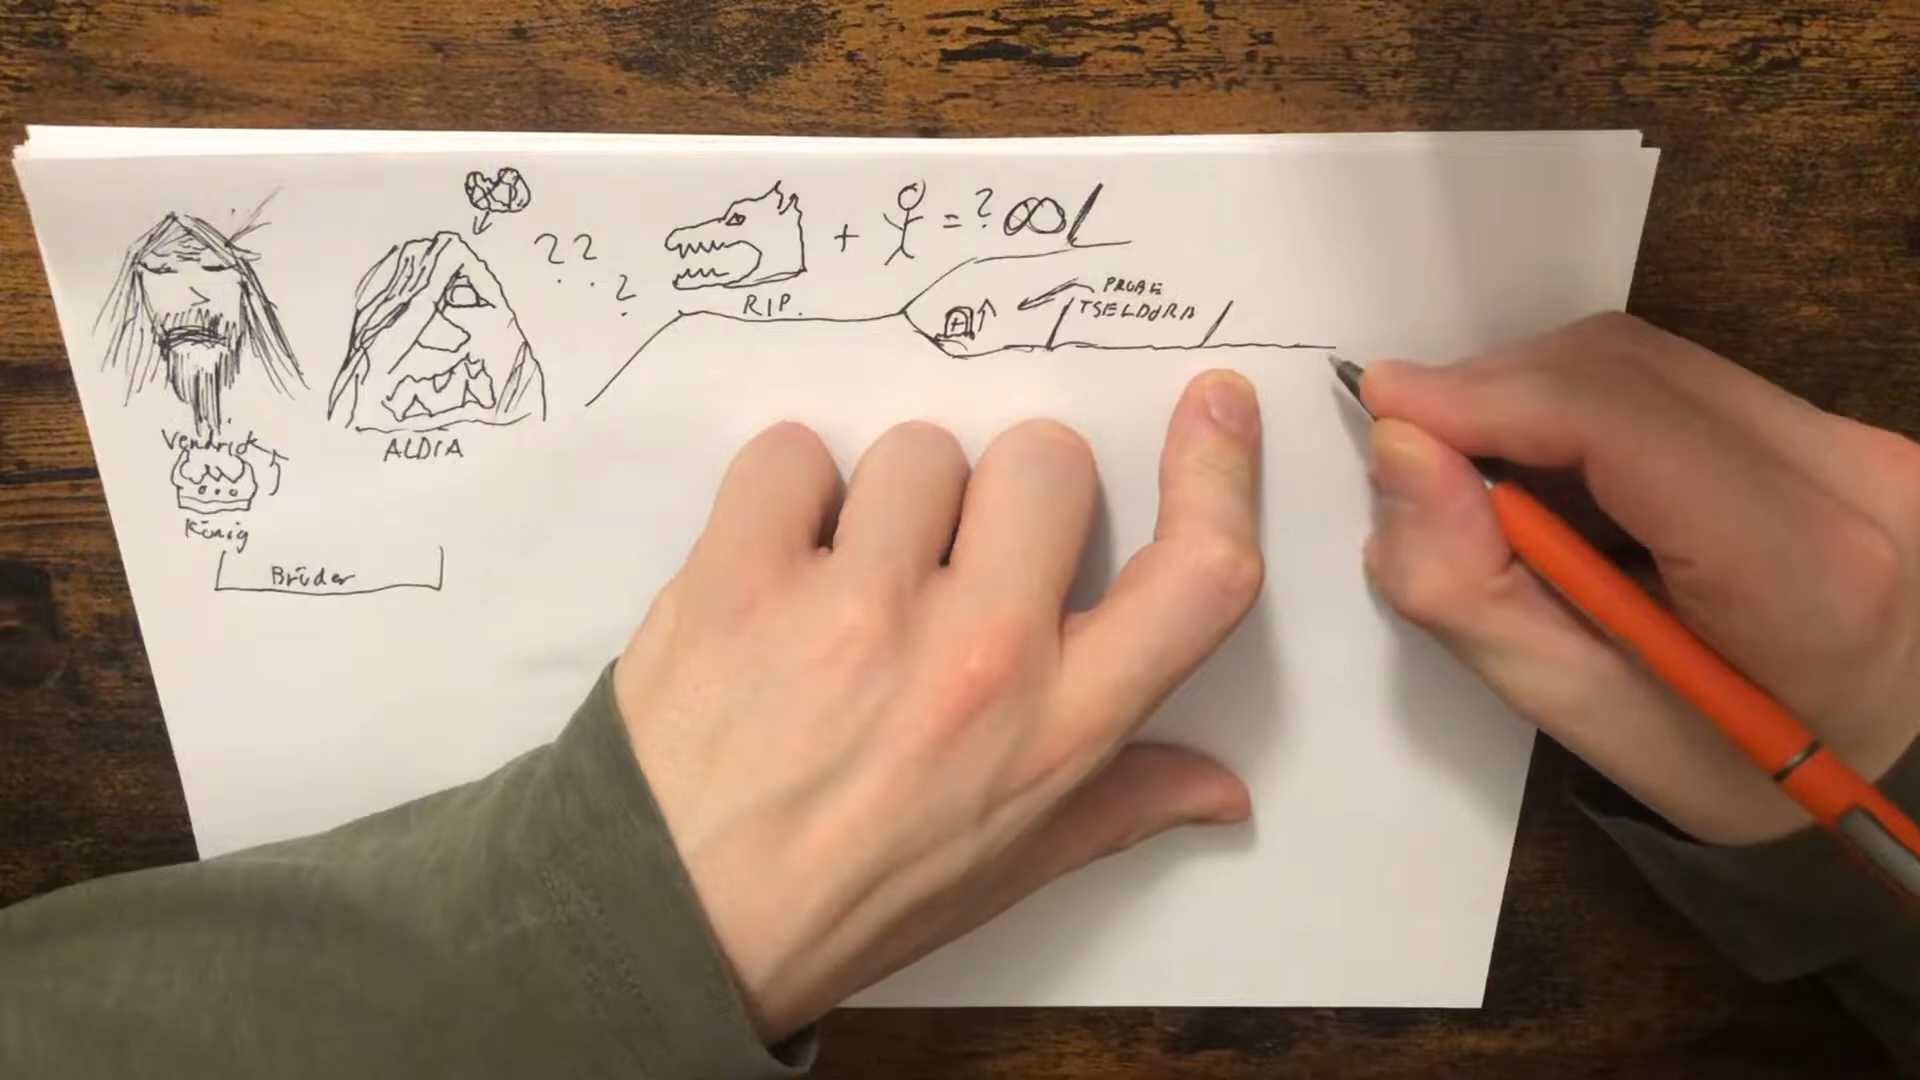 Vendrick
König
Brüder
ALDIA
?? ?
RIP.
+ = ? ∞
PROBE
TSELDORA